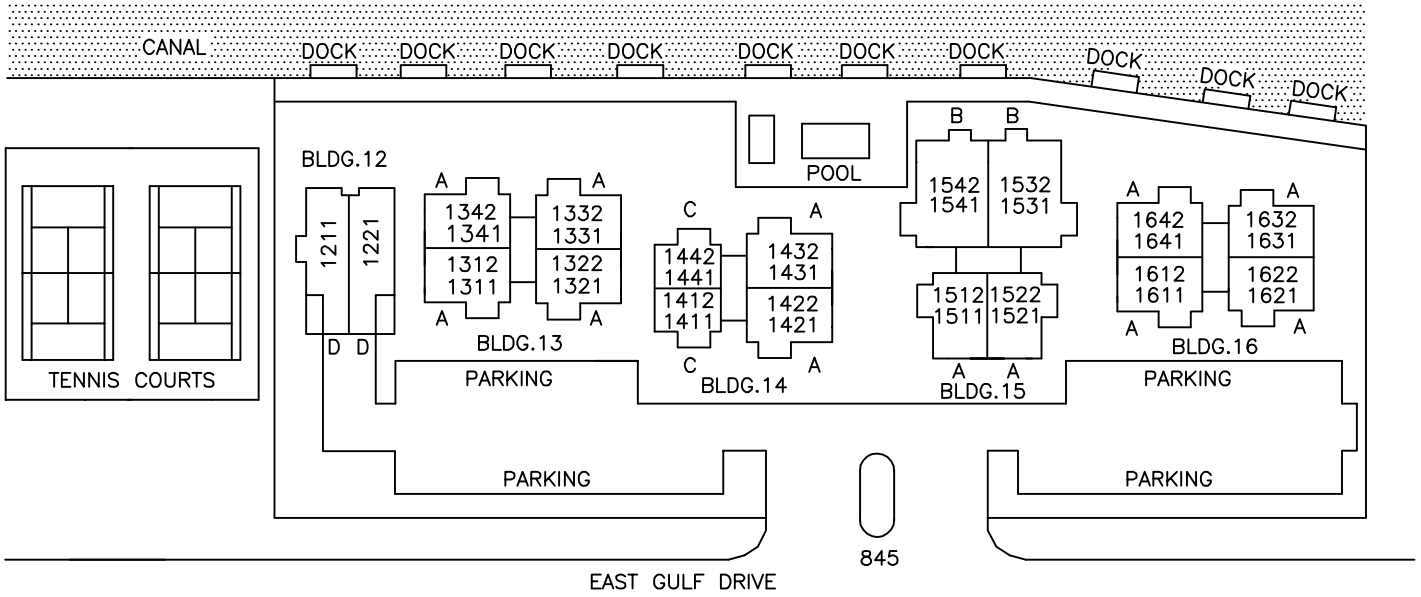 CANAL
DOCK
DOCK
DOCK
DOCK
DOCK
DOCK
DOCK
DOCK
DOCK
DOCK
BLDG.12
1211
1221
D D
TENNIS COURTS
A
A
1342
1341
1332
1331
1312
1311
1322
1321
A
A
BLDG.13
C
A
1442
1441
1432
1431
1412
1411
1422
1421
C
A
BLDG.14
POOL
B
B
1542
1541
1532
1531
1512
1511
1522
1521
A
A
BLDG.15
A
A
1642
1641
1632
1631
1612
1611
1622
1621
A
A
BLDG.16
PARKING
PARKING
PARKING
PARKING
845
EAST GULF DRIVE